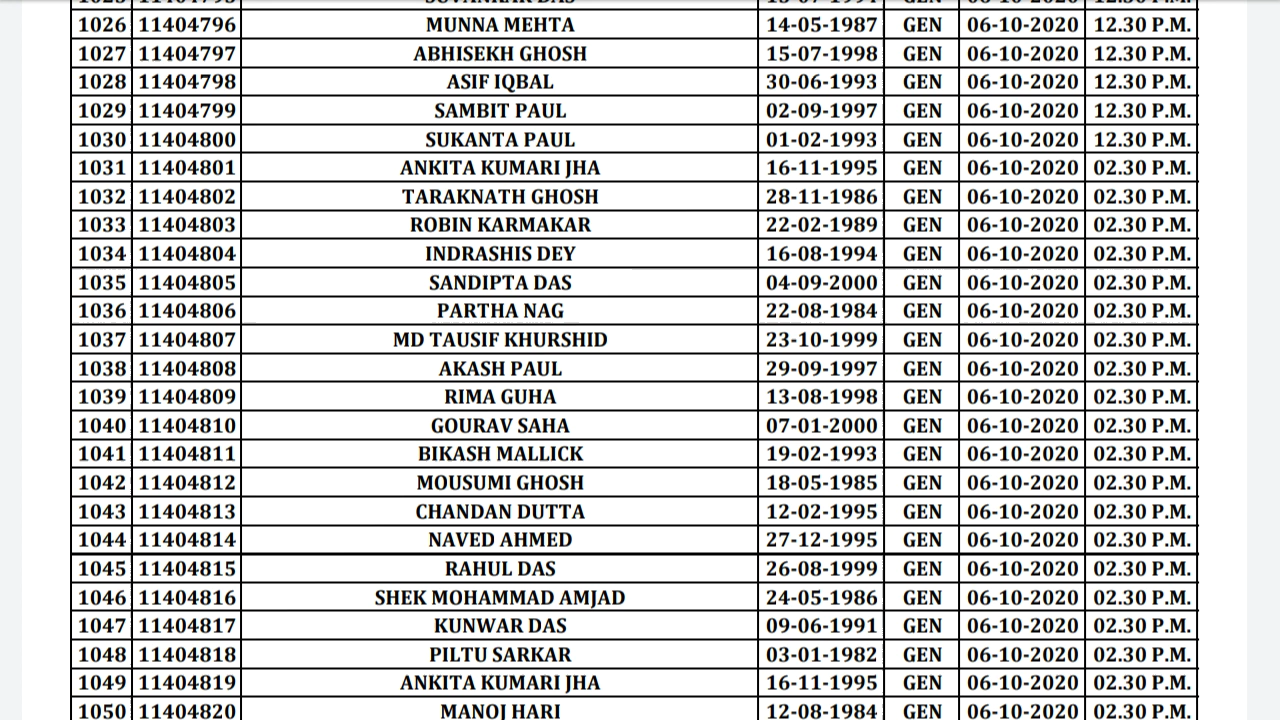 1026 11404796 MUNNA MEHTA 14-05-1987 GEN 06-10-2020 12.30 P.M.
1027 11404797 ABHISEKH GHOSH 15-07-1998 GEN 06-10-2020 12.30 P.M.
1028 11404798 ASIF IQBAL 30-06-1993 GEN 06-10-2020 12.30 P.M.
1029 11404799 SAMBIT PAUL 02-09-1997 GEN 06-10-2020 12.30 P.M.
1030 11404800 SUKANTA PAUL 01-02-1993 GEN 06-10-2020 12.30 P.M.
1031 11404801 ANKITA KUMARI JHA 16-11-1995 GEN 06-10-2020 02.30 P.M.
1032 11404802 TARAKNATH GHOSH 28-11-1986 GEN 06-10-2020 02.30 P.M.
1033 11404803 ROBIN KARMAKAR 22-02-1989 GEN 06-10-2020 02.30 P.M.
1034 11404804 INDRASHIS DEY 16-08-1994 GEN 06-10-2020 02.30 P.M.
1035 11404805 SANDIPTA DAS 04-09-2000 GEN 06-10-2020 02.30 P.M.
1036 11404806 PARTHA NAG 22-08-1984 GEN 06-10-2020 02.30 P.M.
1037 11404807 MD TAUSIF KHURSHID 23-10-1999 GEN 06-10-2020 02.30 P.M.
1038 11404808 AKASH PAUL 29-09-1997 GEN 06-10-2020 02.30 P.M.
1039 11404809 RIMA GUHA 13-08-1998 GEN 06-10-2020 02.30 P.M.
1040 11404810 GOURAV SAHA 07-01-2000 GEN 06-10-2020 02.30 P.M.
1041 11404811 BIKASH MALLICK 19-02-1993 GEN 06-10-2020 02.30 P.M.
1042 11404812 MOUSUMI GHOSH 18-05-1985 GEN 06-10-2020 02.30 P.M.
1043 11404813 CHANDAN DUTTA 12-02-1995 GEN 06-10-2020 02.30 P.M.
1044 11404814 NAVED AHMED 27-12-1995 GEN 06-10-2020 02.30 P.M.
1045 11404815 RAHUL DAS 26-08-1999 GEN 06-10-2020 02.30 P.M.
1046 11404816 SHEK MOHAMMAD AMJAD 24-05-1986 GEN 06-10-2020 02.30 P.M.
1047 11404817 KUNWAR DAS 09-06-1991 GEN 06-10-2020 02.30 P.M.
1048 11404818 PILTU SARKAR 03-01-1982 GEN 06-10-2020 02.30 P.M.
1049 11404819 ANKITA KUMARI JHA 16-11-1995 GEN 06-10-2020 02.30 P.M.
1050 11404820 MANOJ HARI 12-08-1984 GEN 06-10-2020 02.30 P.M.